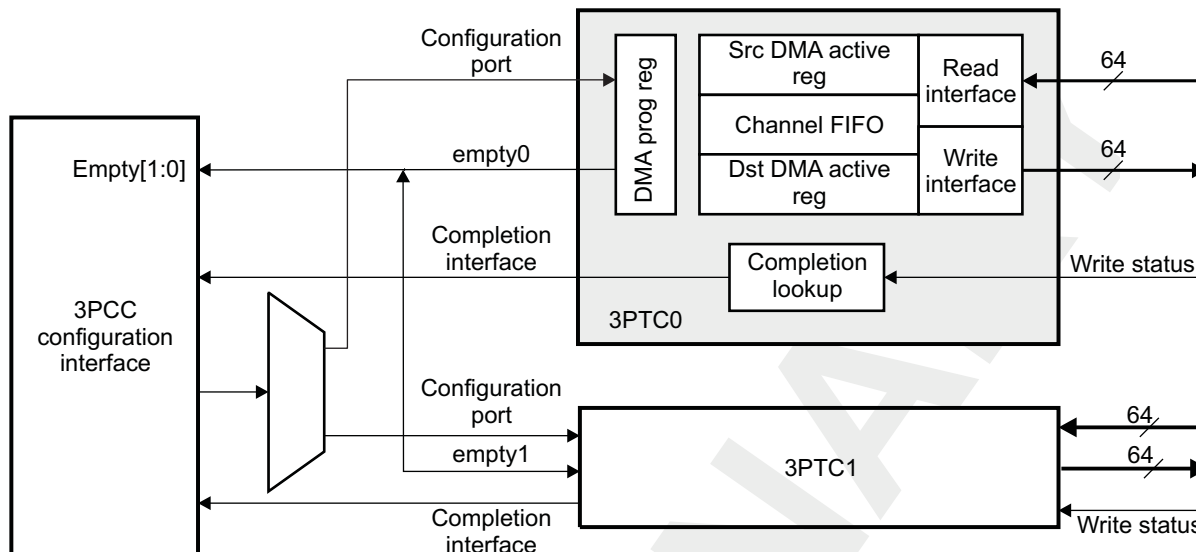 Configuration
port
Src DMA active
reg
Read
interface
64
DMA prog reg
Channel FIFO
Empty[1:0]
empty0
Dst DMA active
reg
Write
interface
64
Completion
interface
Completion
lookup
Write status
3PTC0
3PCC
configuration
interface
Configuration
port
64
empty1
3PTC1
64
Completion
interface
Write status